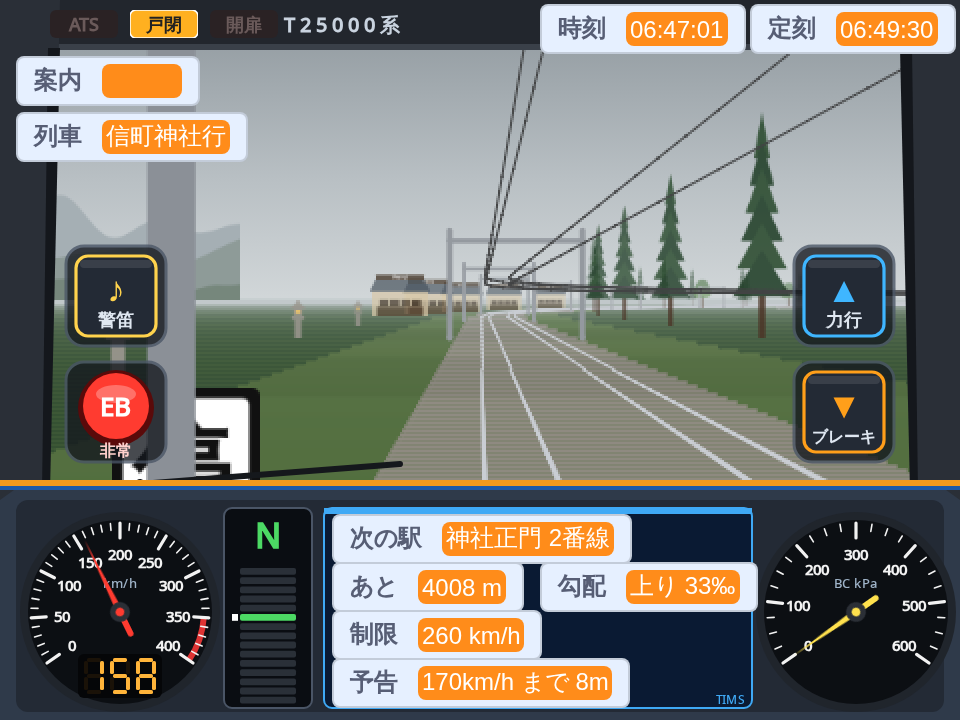 ATS 戸閉 開扉 T25000系
時刻 06:47:01 定刻 06:49:30
案内
列車 信町神社行
♪
警笛
▲
力行
EB
非常
▼
ブレーキ
高
0 50 100 150 200 250 300 350 400
km/h
158
N
次の駅 神社正門 2番線
あと 4008 m 勾配 上り 33‰
制限 260 km/h
予告 170km/h まで 8m
TIMS
0 100 200 300 400 500 600
BC kPa